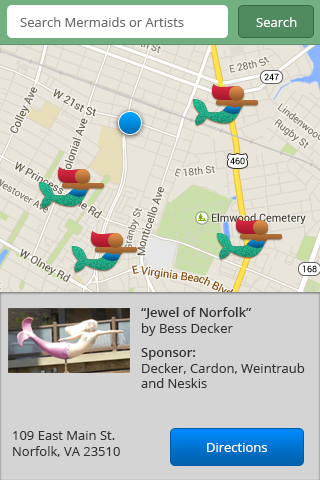 Search Mermaids or Artists
Search
E 28th St
247
W 21st St
Colley Ave
Colonial Ave
Lindenwood
Rugby St
460
E 18th St
W Princess
le Rd
Westover Ave
Granby St
Monticello Ave
Elmwood Cemetery
W Olney Rd
E Virginia Beach Blvd
168
“Jewel of Norfolk”
by Bess Decker
Sponsor:
Decker, Cardon, Weintraub
and Neskis
109 East Main St.
Norfolk, VA 23510
Directions